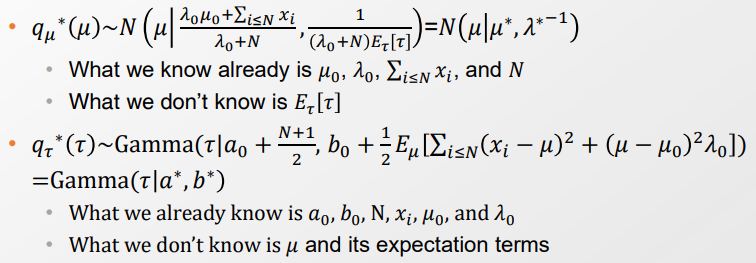 • q_μ*(μ)~N(μ|(λ₀μ₀+Σ_{i≤N} x_i)/(λ₀+N), 1/((λ₀+N)E_τ[τ]))=N(μ|μ*, λ*⁻¹)
• What we know already is μ₀, λ₀, Σ_{i≤N} x_i, and N
• What we don't know is E_τ[τ]
• q_τ*(τ)~Gamma(τ|a₀ + (N+1)/2, b₀ + 1/2 E_μ[Σ_{i≤N}(x_i − μ)² + (μ − μ₀)²λ₀])
=Gamma(τ|a*, b*)
• What we already know is a₀, b₀, N, x_i, μ₀, and λ₀
• What we don't know is μ and its expectation terms